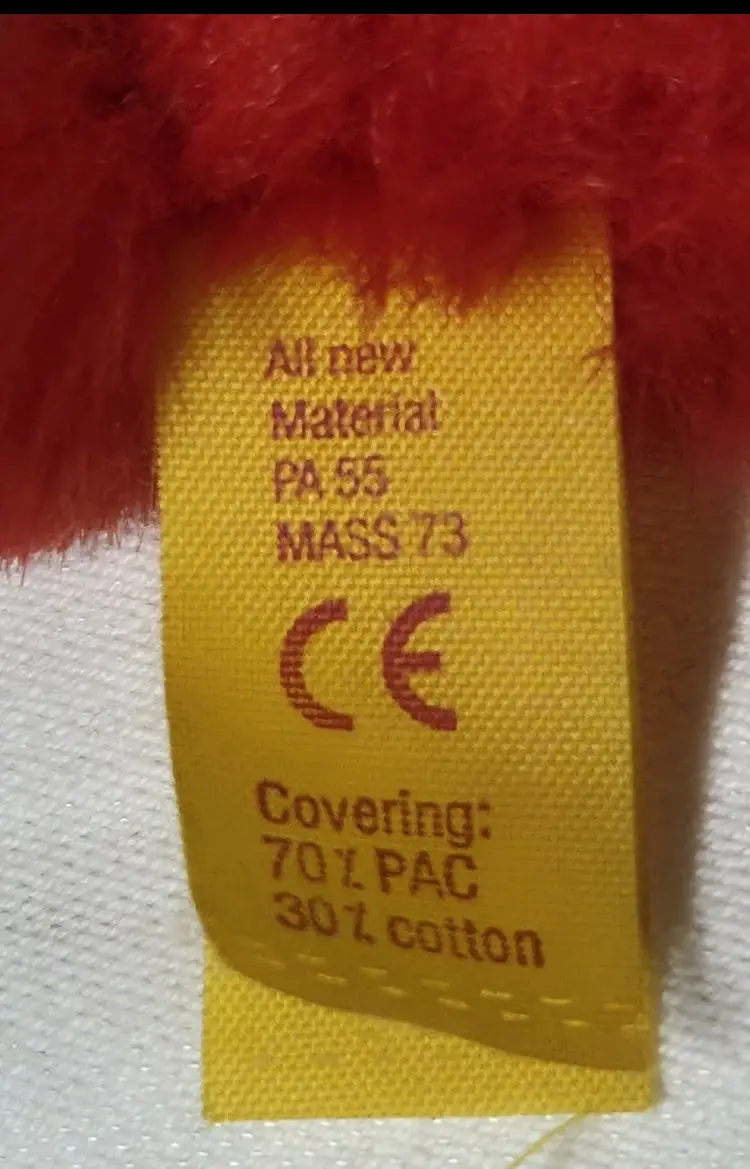 All new
Material
PA 55
MASS 73
CE
Covering:
70% PAC
30% cotton